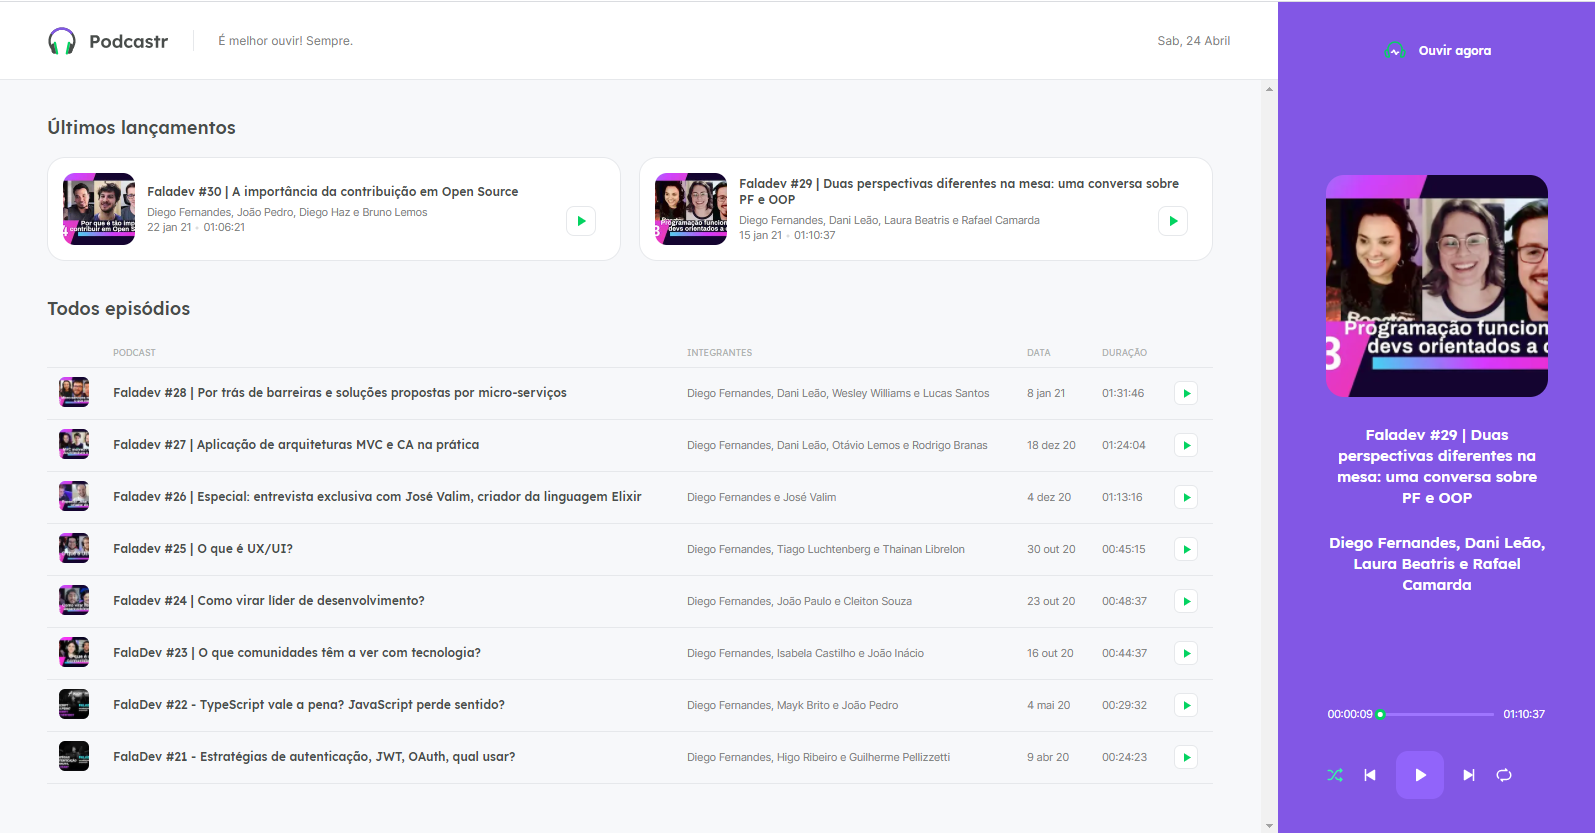 Podcastr
É melhor ouvir! Sempre.
Sab, 24 Abril
Últimos lançamentos
Faladev #30 | A importância da contribuição em Open Source
Diego Fernandes, João Pedro, Diego Haz e Bruno Lemos
22 jan 21 • 01:06:21
Faladev #29 | Duas perspectivas diferentes na mesa: uma conversa sobre
PF e OOP
Diego Fernandes, Dani Leão, Laura Beatris e Rafael Camarda
15 jan 21 • 01:10:37
Todos episódios
PODCAST INTEGRANTES DATA DURAÇÃO
Faladev #28 | Por trás de barreiras e soluções propostas por micro-serviços Diego Fernandes, Dani Leão, Wesley Williams e Lucas Santos 8 jan 21 01:31:46
Faladev #27 | Aplicação de arquiteturas MVC e CA na prática Diego Fernandes, Dani Leão, Otávio Lemos e Rodrigo Branas 18 dez 20 01:24:04
Faladev #26 | Especial: entrevista exclusiva com José Valim, criador da linguagem Elixir Diego Fernandes e José Valim 4 dez 20 01:13:16
Faladev #25 | O que é UX/UI? Diego Fernandes, Tiago Luchtenberg e Thainan Librelon 30 out 20 00:45:15
Faladev #24 | Como virar líder de desenvolvimento? Diego Fernandes, João Paulo e Cleiton Souza 23 out 20 00:48:37
FalaDev #23 | O que comunidades têm a ver com tecnologia? Diego Fernandes, Isabela Castilho e João Inácio 16 out 20 00:44:37
FalaDev #22 - TypeScript vale a pena? JavaScript perde sentido? Diego Fernandes, Mayk Brito e João Pedro 4 mai 20 00:29:32
FalaDev #21 - Estratégias de autenticação, JWT, OAuth, qual usar? Diego Fernandes, Higo Ribeiro e Guilherme Pellizzetti 9 abr 20 00:24:23
Ouvir agora
Programação funcion
3 devs orientados a
Faladev #29 | Duas
perspectivas diferentes na
mesa: uma conversa sobre
PF e OOP
Diego Fernandes, Dani Leão,
Laura Beatris e Rafael
Camarda
00:00:09 01:10:37